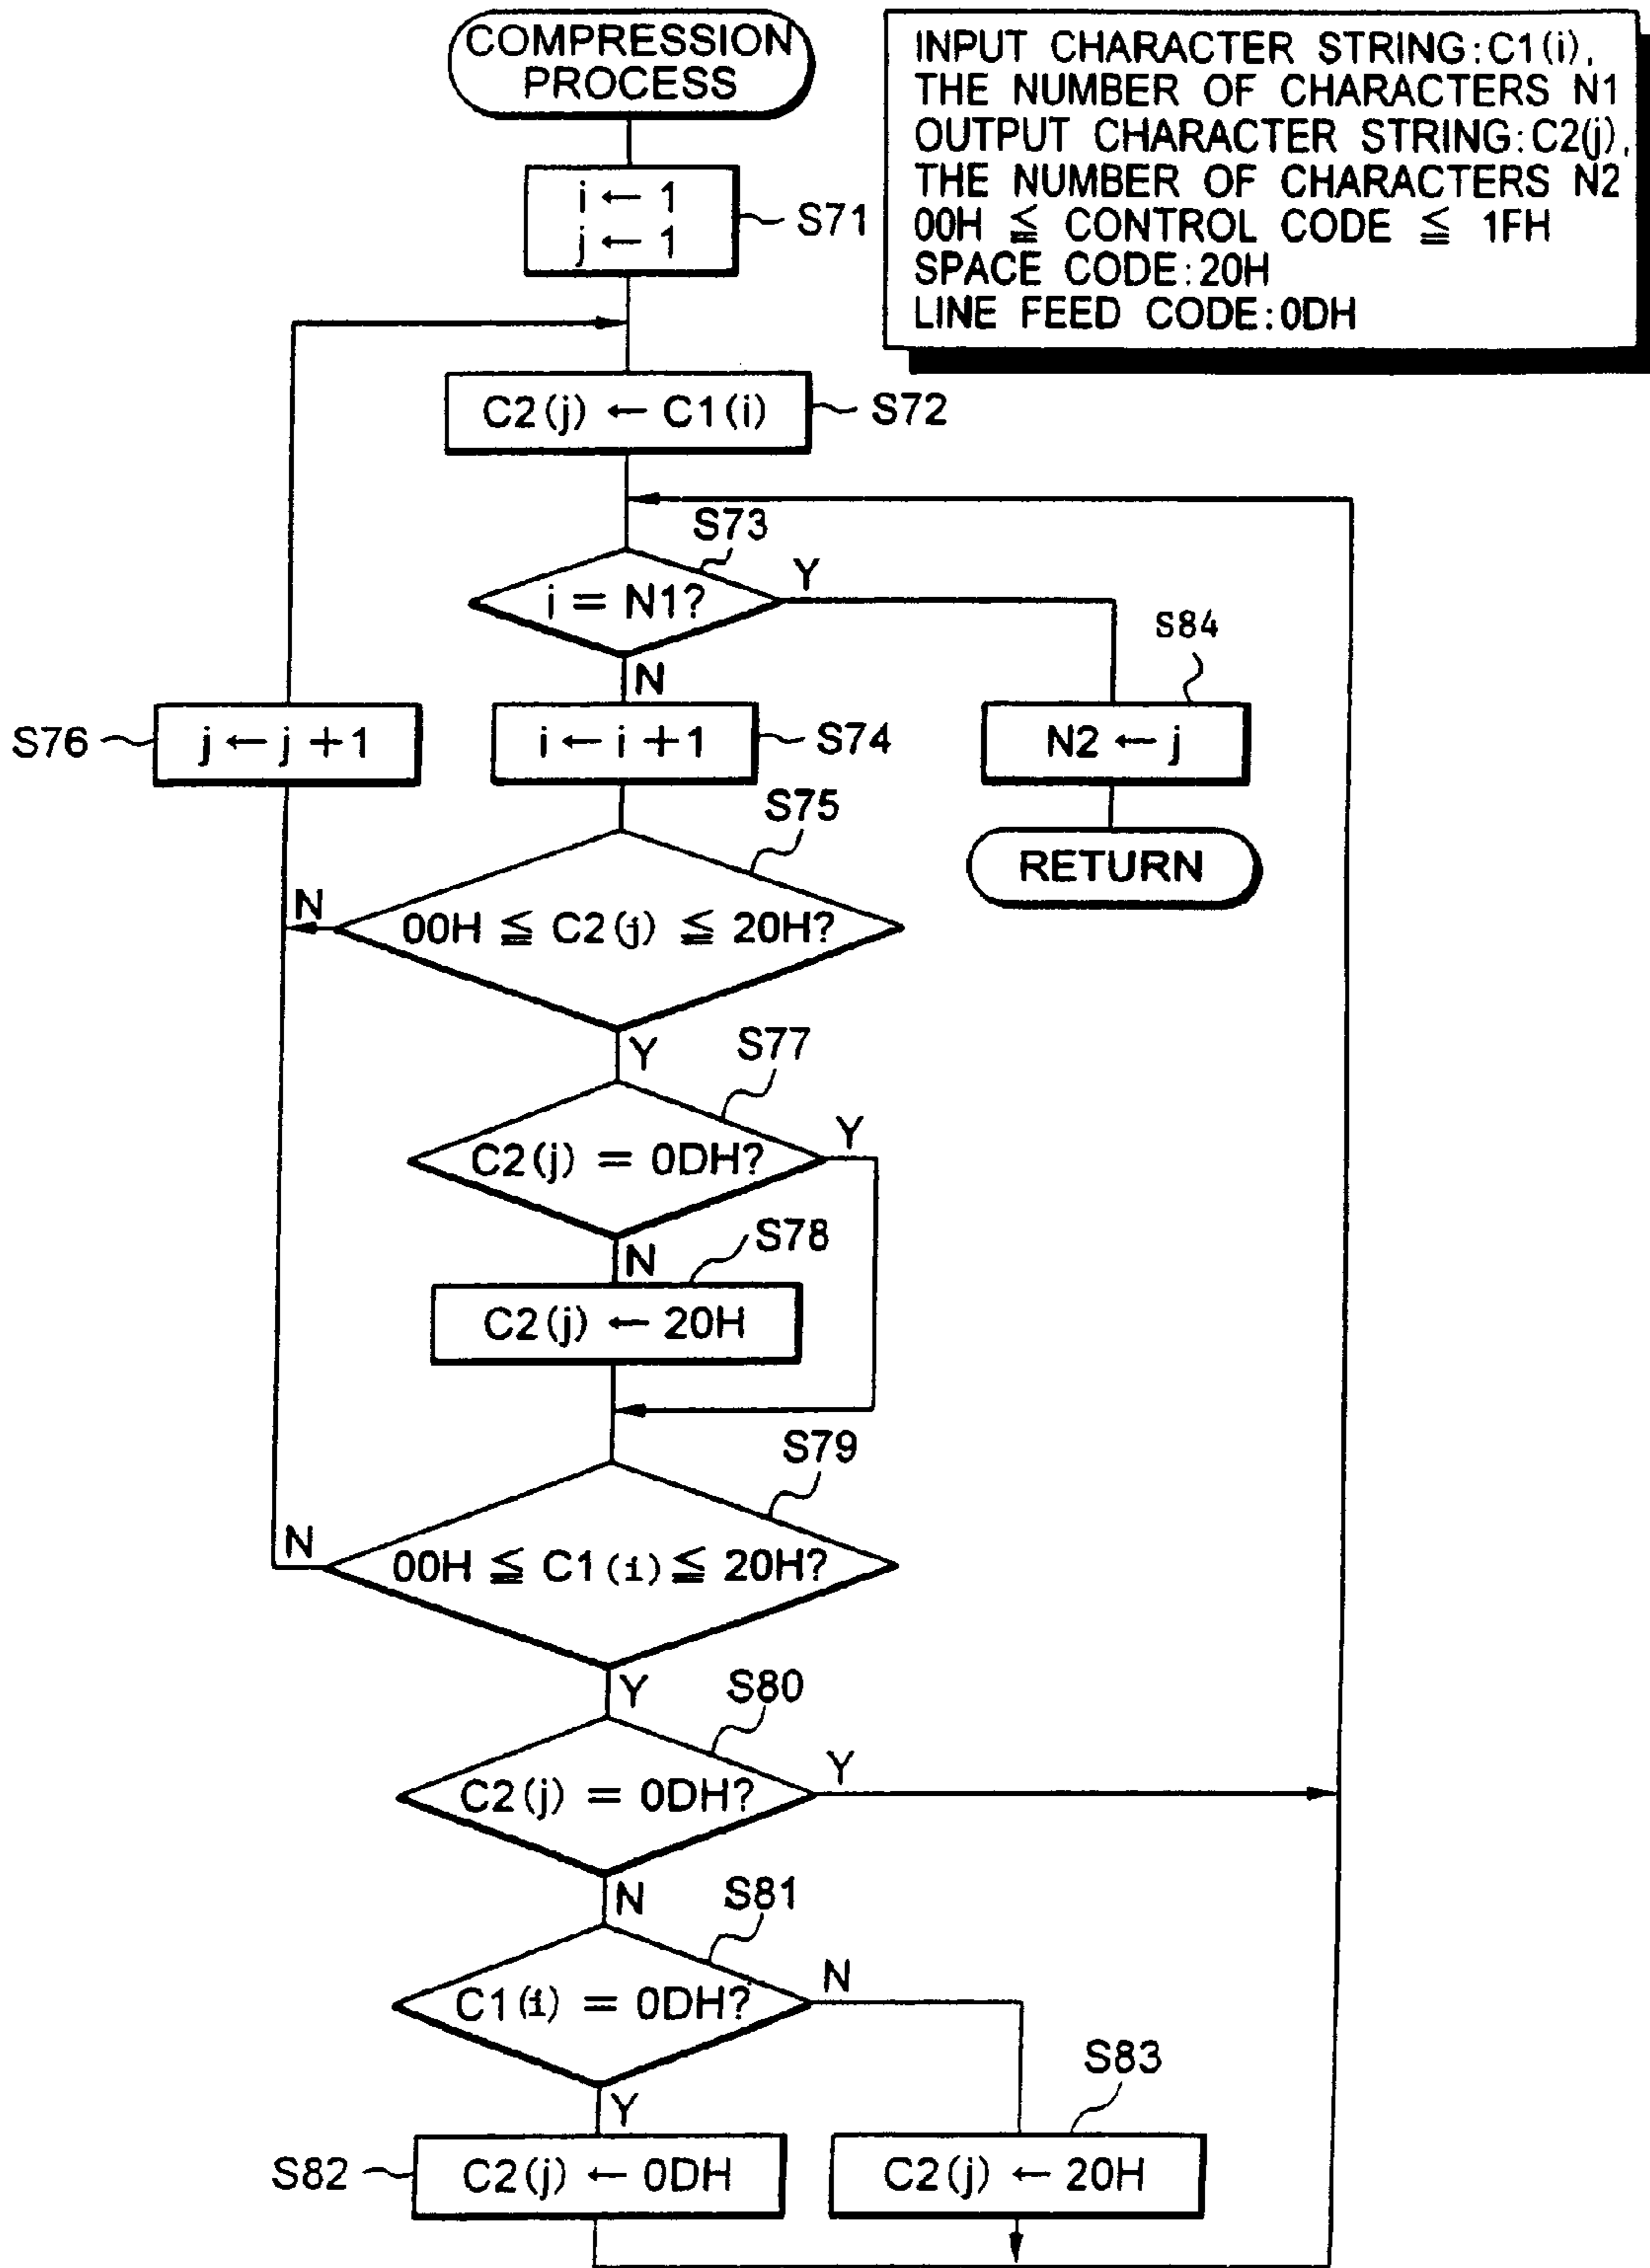 COMPRESSION
PROCESS
INPUT CHARACTER STRING:C1(i),
THE NUMBER OF CHARACTERS N1
OUTPUT CHARACTER STRING:C2(j),
THE NUMBER OF CHARACTERS N2
00H ≦ CONTROL CODE ≦ 1FH
SPACE CODE:20H
LINE FEED CODE:0DH
i ← 1
j ← 1
S71
C2(j) ← C1(i)
S72
S73
i = N1?
Y
N
S84
S76
j ← j +1
i ← i +1
S74
N2 ← j
RETURN
S75
00H ≦ C2(j) ≦ 20H?
N
Y
S77
C2(j) = 0DH?
Y
N
S78
C2(j) ← 20H
S79
00H ≦ C1(i) ≦ 20H?
N
Y
S80
C2(j) = 0DH?
Y
N
S81
C1(i) = 0DH?
N
Y
S83
S82
C2(j) ← 0DH
C2(j) ← 20H